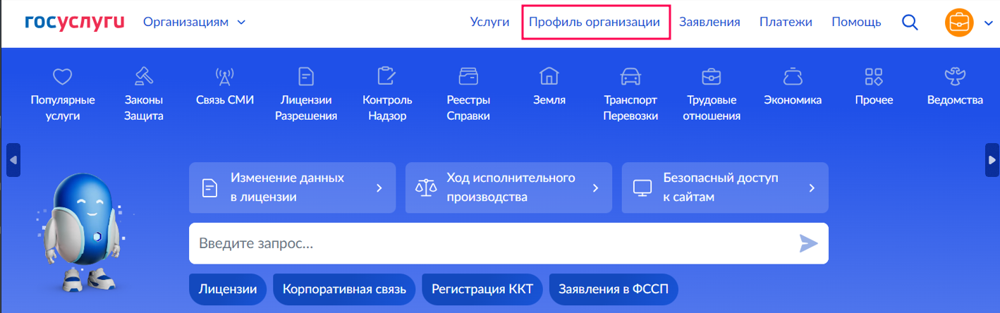 госуслуги Организациям Услуги Профиль организации Заявления Платежи Помощь
Популярные услуги
Законы Защита
Связь СМИ
Лицензии Разрешения
Контроль Надзор
Реестры Справки
Земля
Транспорт Перевозки
Трудовые отношения
Экономика
Прочее
Ведомства
Изменение данных
в лицензии
Ход исполнительного
производства
Безопасный доступ
к сайтам
Введите запрос...
Лицензии Корпоративная связь Регистрация ККТ Заявления в ФССП